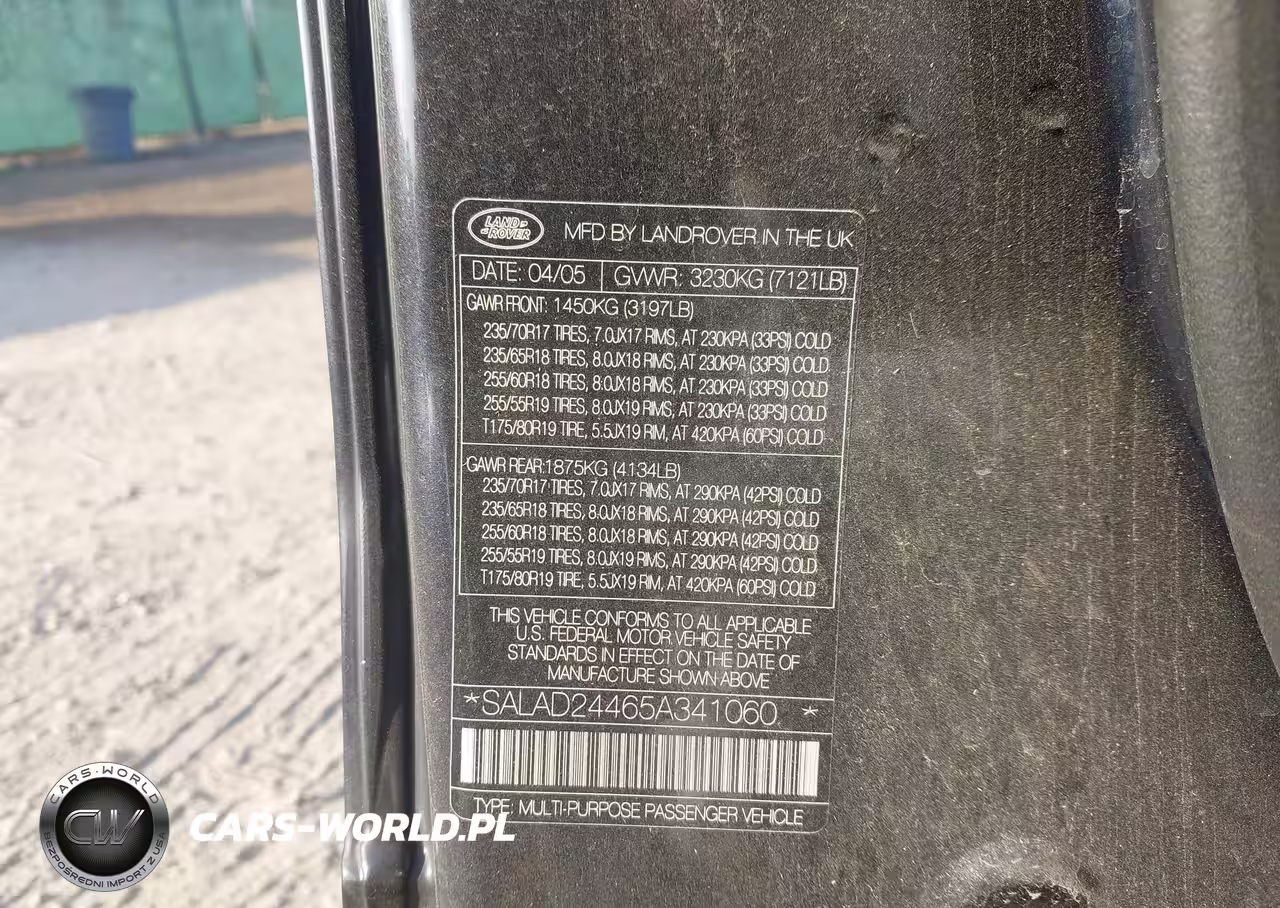 LAND
ROVER
MFD BY LANDROVER IN THE UK
DATE: 04/05 GVWR: 3230KG (7121LB)
GAWR FRONT: 1450KG (3197LB)
235/70R17 TIRES, 7.0JX17 RIMS, AT 230KPA (33PSI) COLD
235/65R18 TIRES, 8.0JX18 RIMS, AT 230KPA (33PSI) COLD
255/60R18 TIRES, 8.0JX18 RIMS, AT 230KPA (33PSI) COLD
255/55R19 TIRES, 8.0JX19 RIMS, AT 230KPA (33PSI) COLD
T175/80R19 TIRE, 5.5JX19 RIM, AT 420KPA (60PSI) COLD
GAWR REAR:1875KG (4134LB)
235/70R17 TIRES, 7.0JX17 RIMS, AT 290KPA (42PSI) COLD
235/65R18 TIRES, 8.0JX18 RIMS, AT 290KPA (42PSI) COLD
255/60R18 TIRES, 8.0JX18 RIMS, AT 290KPA (42PSI) COLD
255/55R19 TIRES, 8.0JX19 RIMS, AT 290KPA (42PSI) COLD
T175/80R19 TIRE, 5.5JX19 RIM, AT 420KPA (60PSI) COLD
THIS VEHICLE CONFORMS TO ALL APPLICABLE
U.S. FEDERAL MOTOR VEHICLE SAFETY
STANDARDS IN EFFECT ON THE DATE OF
MANUFACTURE SHOWN ABOVE
*SALAD24465A341060 *
TYPE: MULTI-PURPOSE PASSENGER VEHICLE
CARS-WORLD
CW
BEZPOŚREDNI IMPORT Z USA
CARS-WORLD.PL